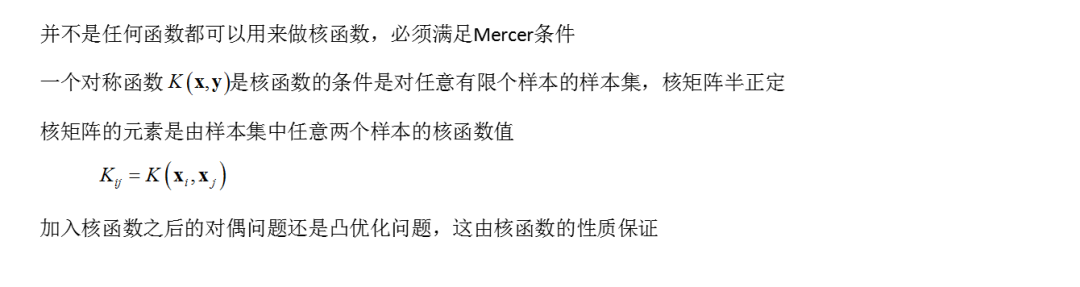 并不是任何函数都可以用来做核函数，必须满足Mercer条件
一个对称函数 K(x,y)是核函数的条件是对任意有限个样本的样本集，核矩阵半正定
核矩阵的元素是由样本集中任意两个样本的核函数值
K_{ij} = K(x_i, x_j)
加入核函数之后的对偶问题还是凸优化问题，这由核函数的性质保证